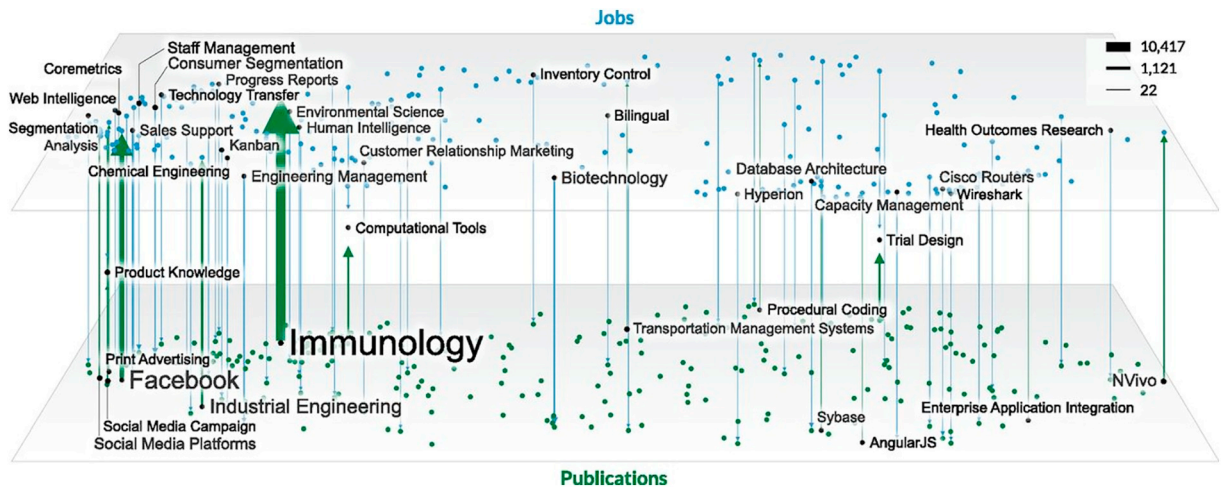 Jobs
Staff Management
Consumer Segmentation
Coremetrics
Progress Reports
Technology Transfer
Web Intelligence
Inventory Control
10,417
1,121
22
Environmental Science
Bilingual
Segmentation
Analysis
Sales Support
Human Intelligence
Health Outcomes Research
Kanban
Customer Relationship Marketing
Chemical Engineering
Engineering Management
Biotechnology
Database Architecture
Cisco Routers
Hyperion
Wireshark
Capacity Management
Computational Tools
Trial Design
Product Knowledge
Procedural Coding
Transportation Management Systems
Immunology
Print Advertising
Facebook
NVivo
Industrial Engineering
Enterprise Application Integration
Social Media Campaign
Sybase
Social Media Platforms
AngularJS
Publications